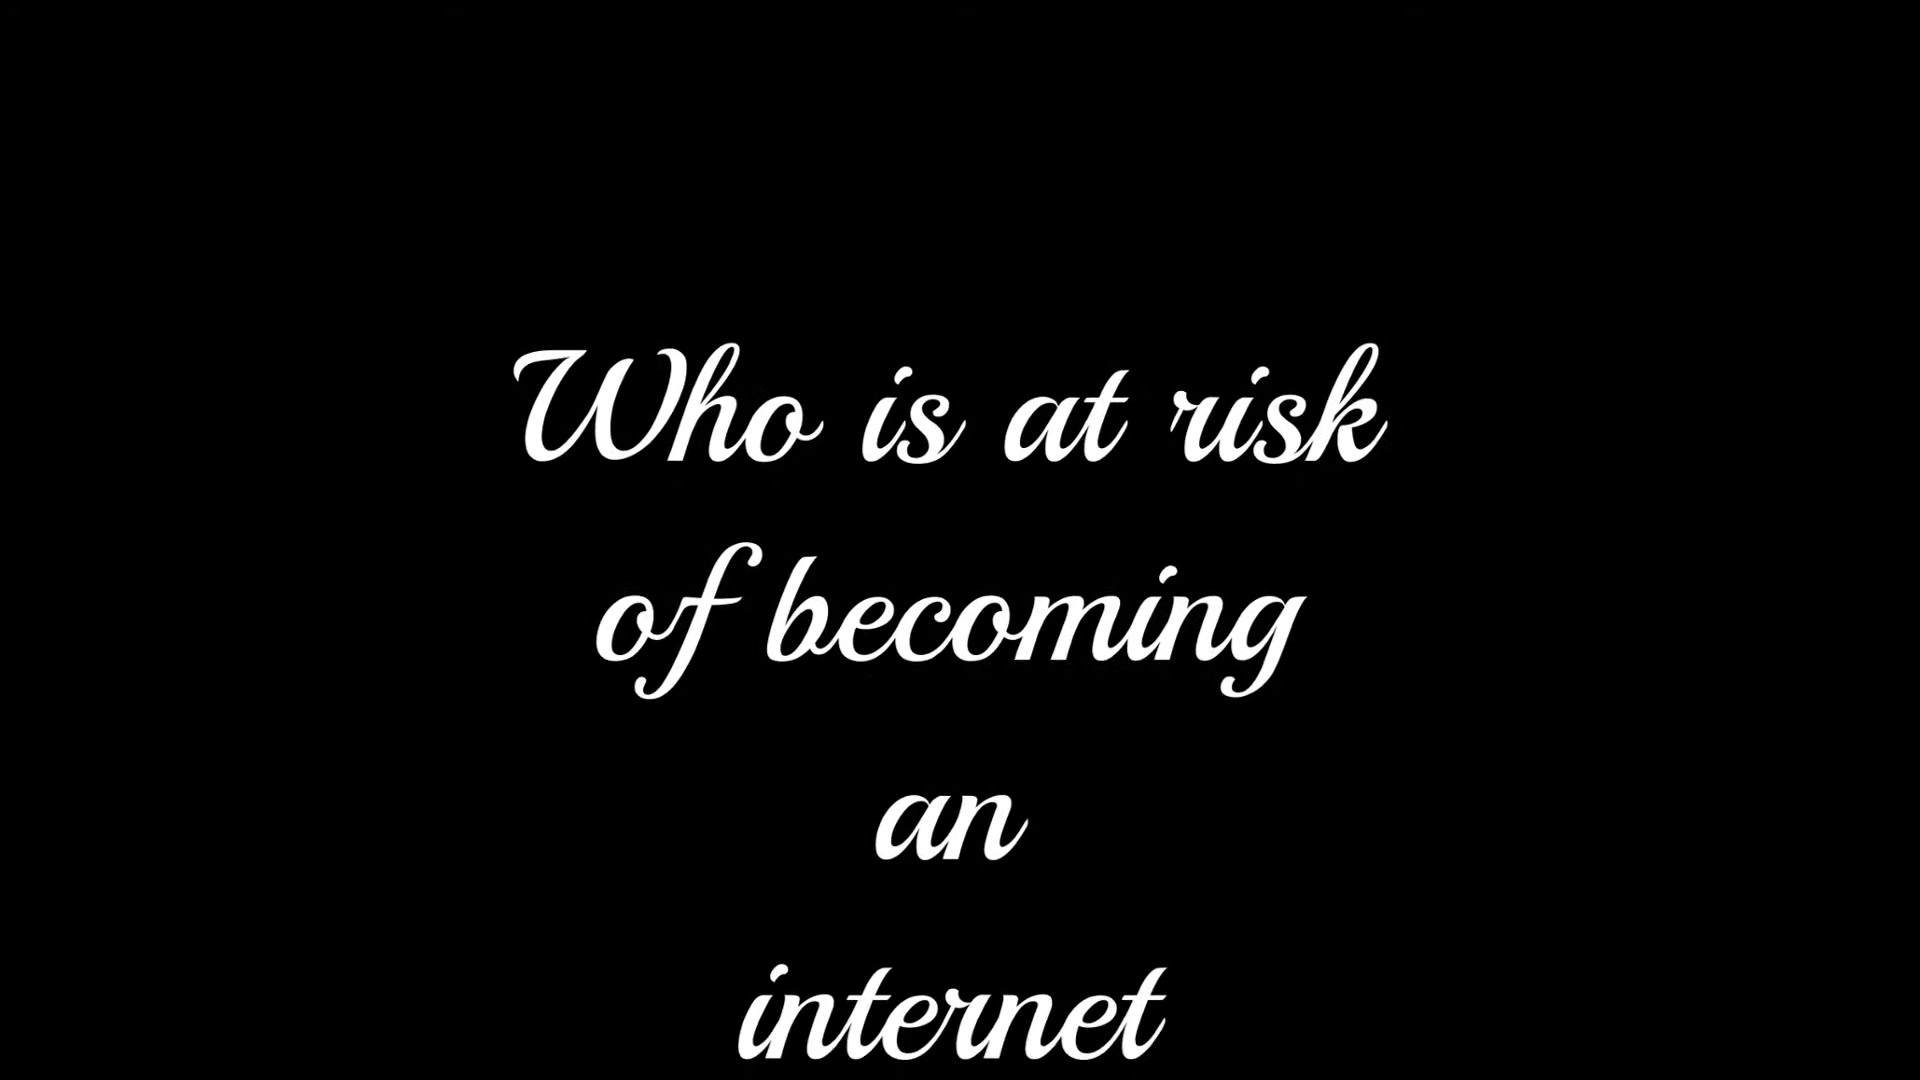 Who is at risk
of becoming
an
internet